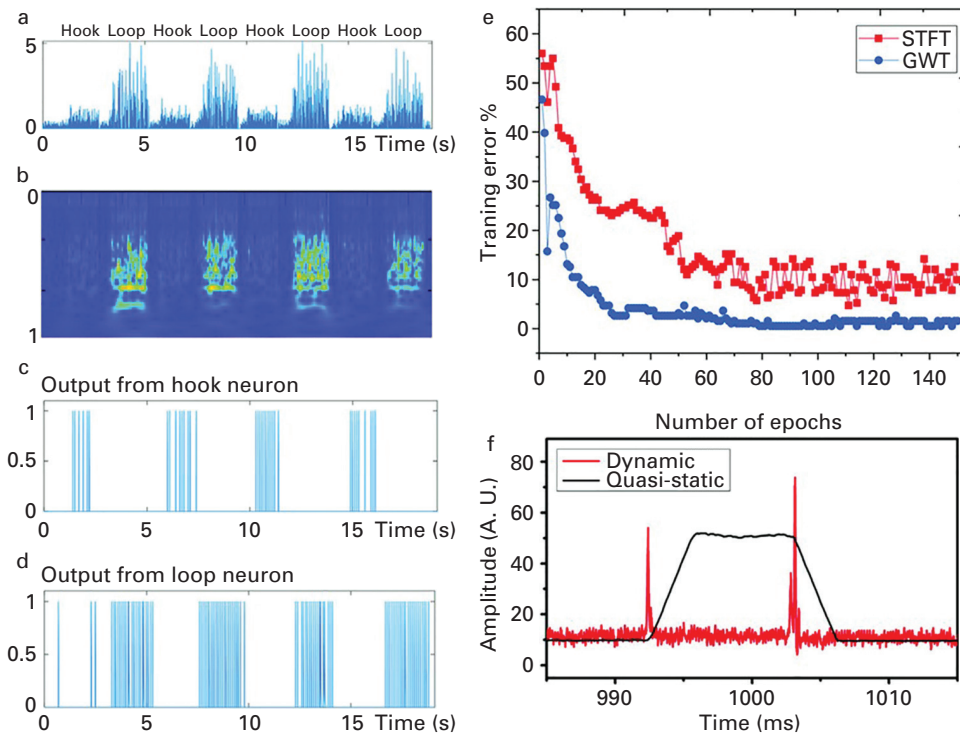 a
Hook Loop Hook Loop Hook Loop Hook Loop
5
0
0 5 10 15 Time (s)
b
0
1
c Output from hook neuron
1
0.5
0
0 5 10 15 Time (s)
d Output from loop neuron
1
0.5
0
0 5 10 15 Time (s)
e
STFT
GWT
Traning error %
60
50
40
30
20
10
0
0 20 40 60 80 100 120 140
Number of epochs
f
Dynamic
Quasi-static
Amplitude (A. U.)
80
60
40
20
0
990 1000 1010
Time (ms)